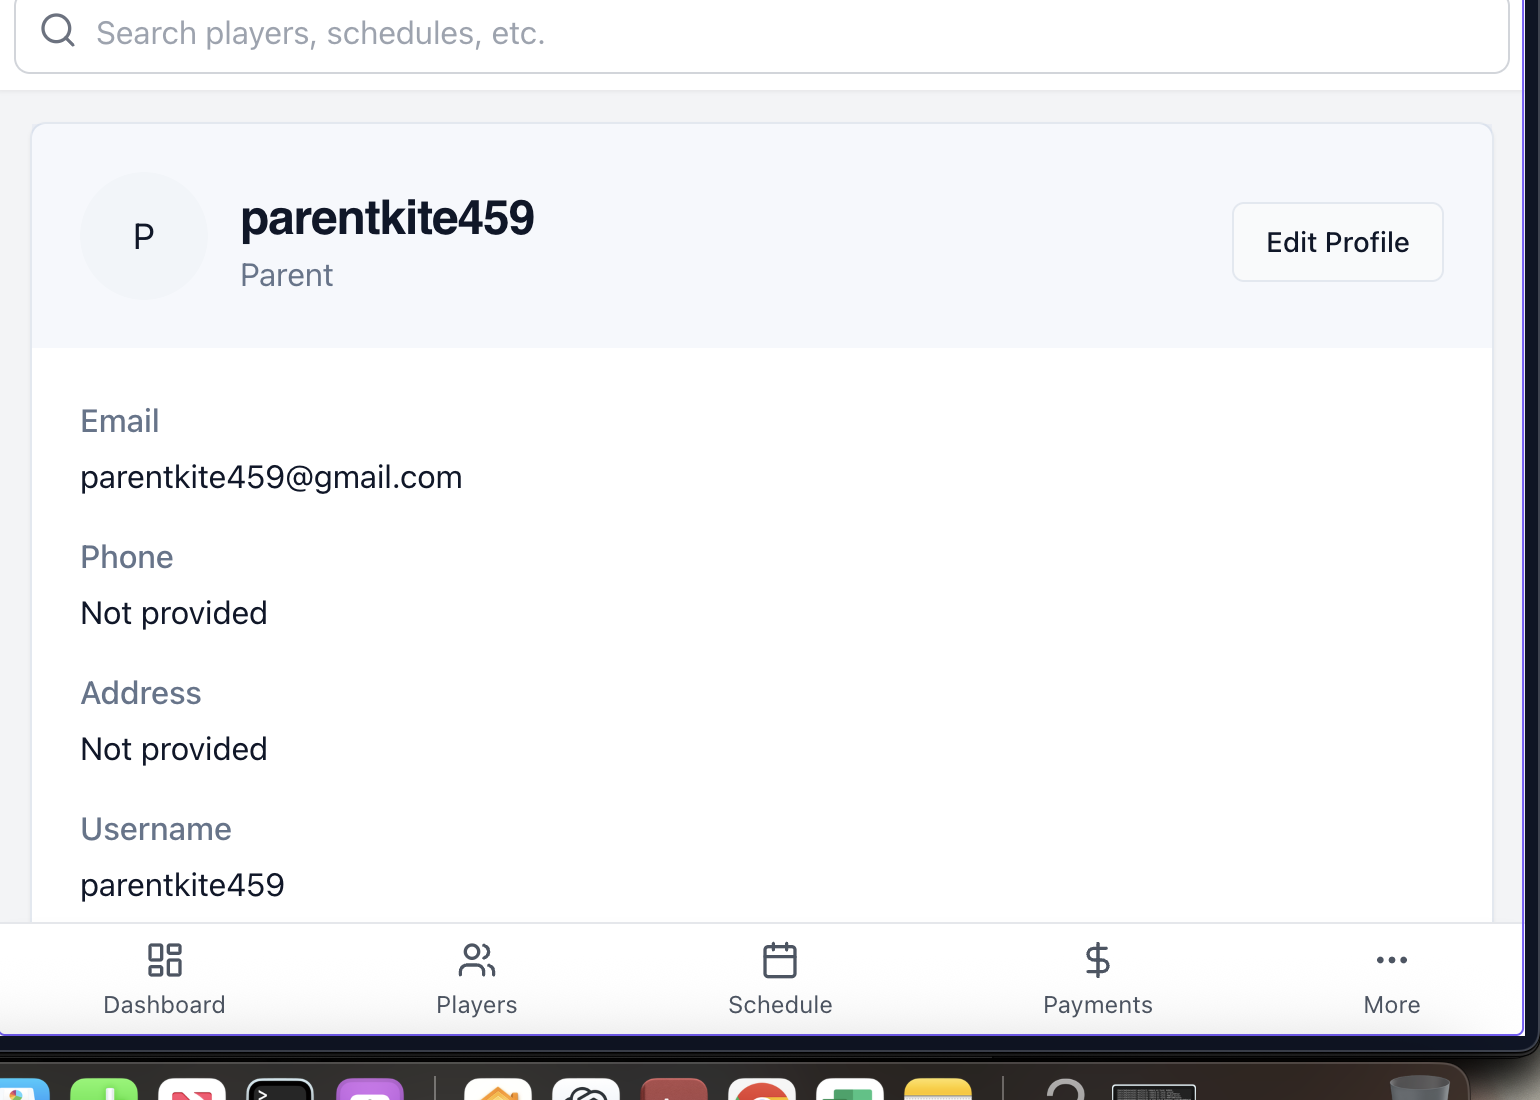 Search players, schedules, etc.
P
parentkite459
Parent
Edit Profile
Email
parentkite459@gmail.com
Phone
Not provided
Address
Not provided
Username
parentkite459
Dashboard
Players
Schedule
Payments
More